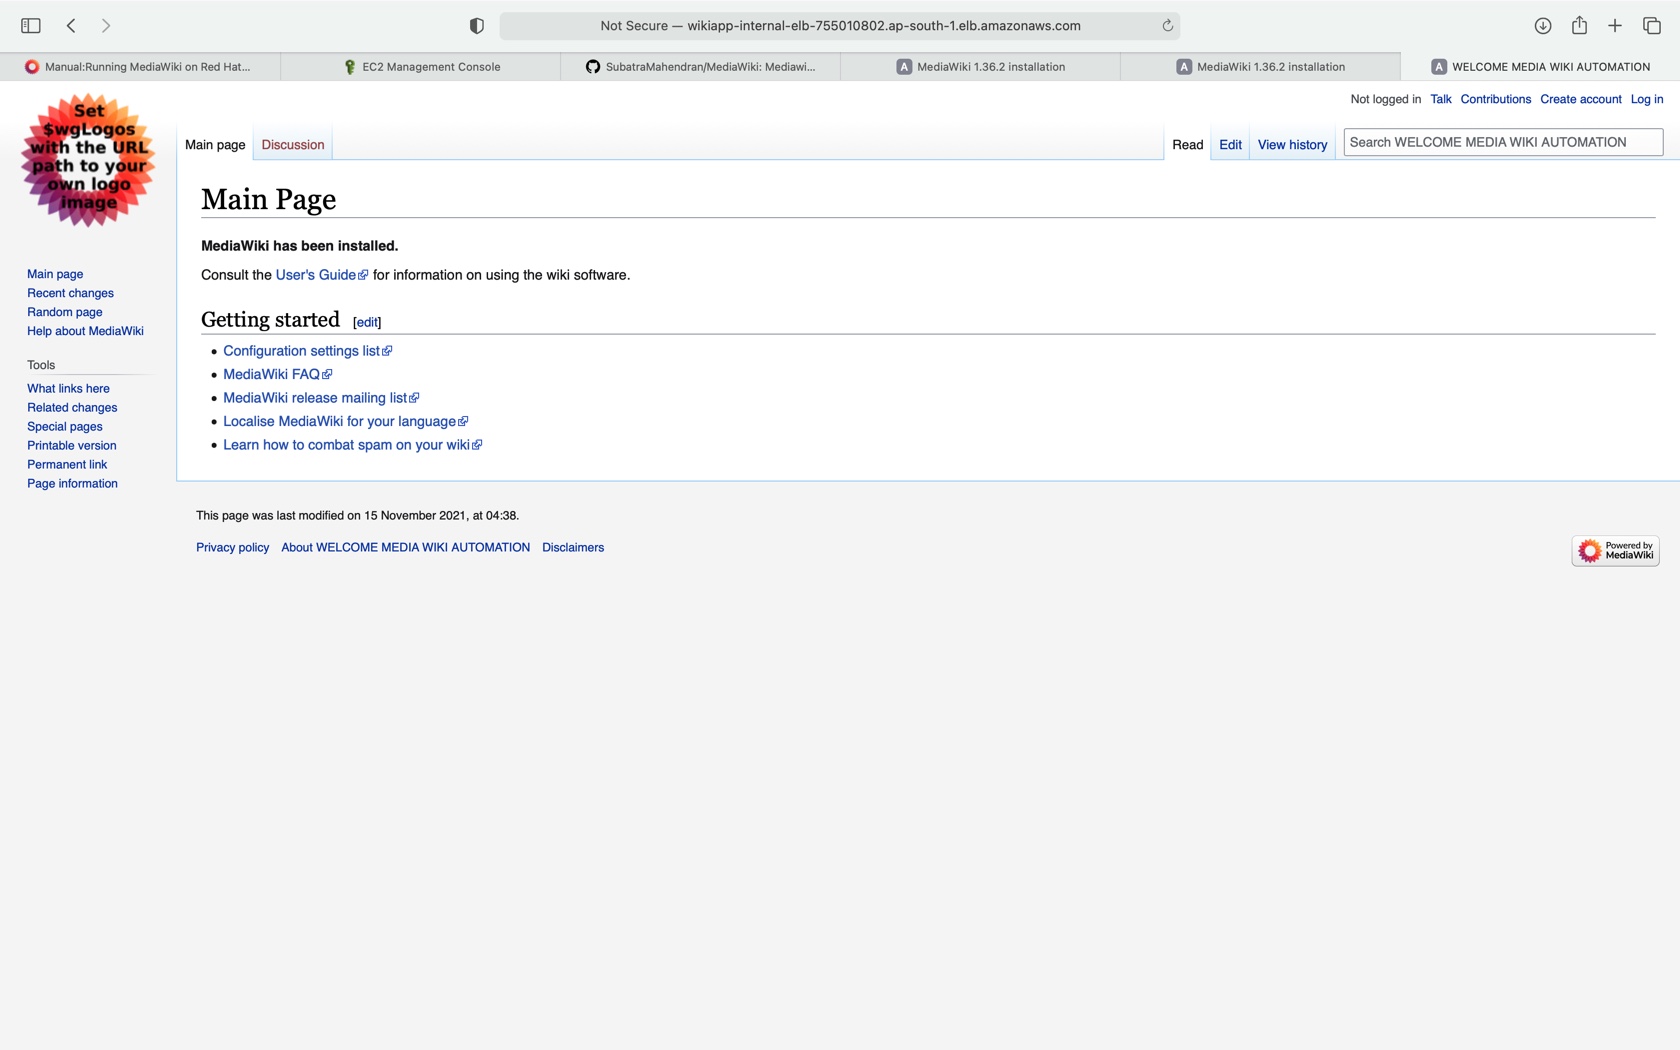 Not Secure — wikiapp-internal-elb-755010802.ap-south-1.elb.amazonaws.com
Manual:Running MediaWiki on Red Hat...
EC2 Management Console
SubatraMahendran/MediaWiki: Mediawi...
A MediaWiki 1.36.2 installation
A MediaWiki 1.36.2 installation
A WELCOME MEDIA WIKI AUTOMATION
Not logged in Talk Contributions Create account Log in
Set
$wgLogos
with the URL
path to your
own logo
image
Main page Discussion
Read Edit View history
Search WELCOME MEDIA WIKI AUTOMATION
Main Page
MediaWiki has been installed.
Consult the User's Guide for information on using the wiki software.
Getting started [edit]
• Configuration settings list
• MediaWiki FAQ
• MediaWiki release mailing list
• Localise MediaWiki for your language
• Learn how to combat spam on your wiki
Main page
Recent changes
Random page
Help about MediaWiki
Tools
What links here
Related changes
Special pages
Printable version
Permanent link
Page information
This page was last modified on 15 November 2021, at 04:38.
Privacy policy About WELCOME MEDIA WIKI AUTOMATION Disclaimers
Powered by
MediaWiki